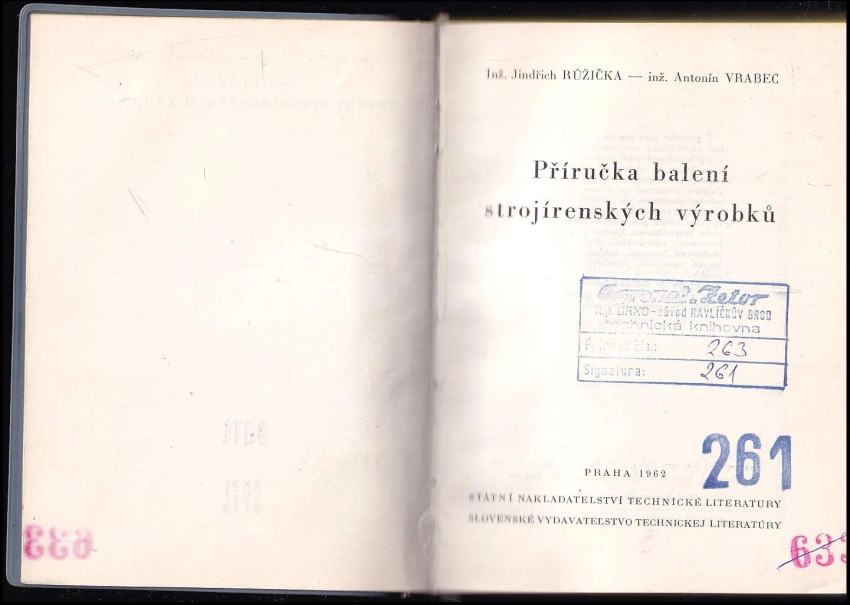 Inž. Jindřich RŮŽIČKA — inž. Antonín VRABEC
Příručka balení
strojírenských výrobků
Zetor
n.p. BRNO - závod HAVLÍČKŮV BROD
technická knihovna
263
Signatura: 261
261
PRAHA 1962
STÁTNÍ NAKLADATELSTVÍ TECHNICKÉ LITERATURY
SLOVENSKÉ VYDAVATEĽSTVO TECHNICKEJ LITERATÚRY
633
633